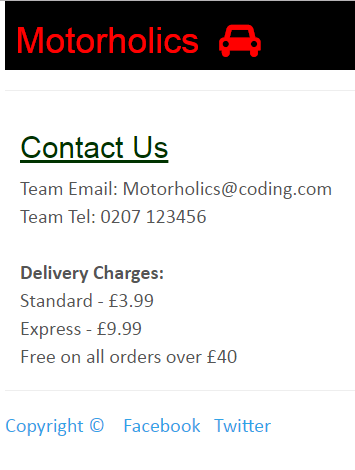 Motorholics
Contact Us
Team Email: Motorholics@coding.com
Team Tel: 0207 123456
Delivery Charges:
Standard - £3.99
Express - £9.99
Free on all orders over £40
Copyright © Facebook Twitter